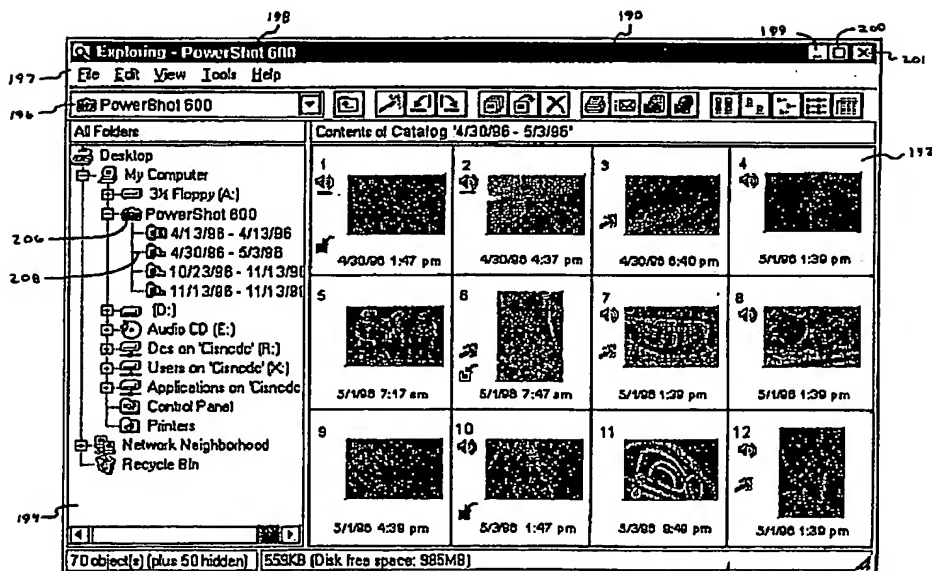 198 190 199 200
Exploring - PowerShot 600
201
197
File Edit View Tools Help
196
PowerShot 600
All Folders
Contents of Catalog '4/30/96 - 5/3/96'
192
Desktop
My Computer
3½ Floppy (A:)
PowerShot 600
206
4/13/96 - 4/13/96
208
4/30/96 - 5/3/96
10/23/96 - 11/13/96
11/13/96 - 11/13/96
(D:)
Audio CD (E:)
Dcs on 'Cisncdc' (R:)
Users on 'Cisncdc' (X:)
Applications on 'Cisncdc
Control Panel
Printers
Network Neighborhood
Recycle Bin
194
1 2 3 4
4/30/96 1:47 pm 4/30/96 4:37 pm 4/30/96 6:40 pm 5/1/96 1:39 pm
5 6 7 8
5/1/96 7:17 am 5/1/96 7:47 am 5/1/96 1:39 pm 5/1/96 1:39 pm
9 10 11 12
5/1/96 4:39 pm 5/3/96 1:47 pm 5/3/96 8:49 pm 5/1/96 1:39 pm
70 object(s) (plus 50 hidden) 559KB (Disk free space: 985MB)